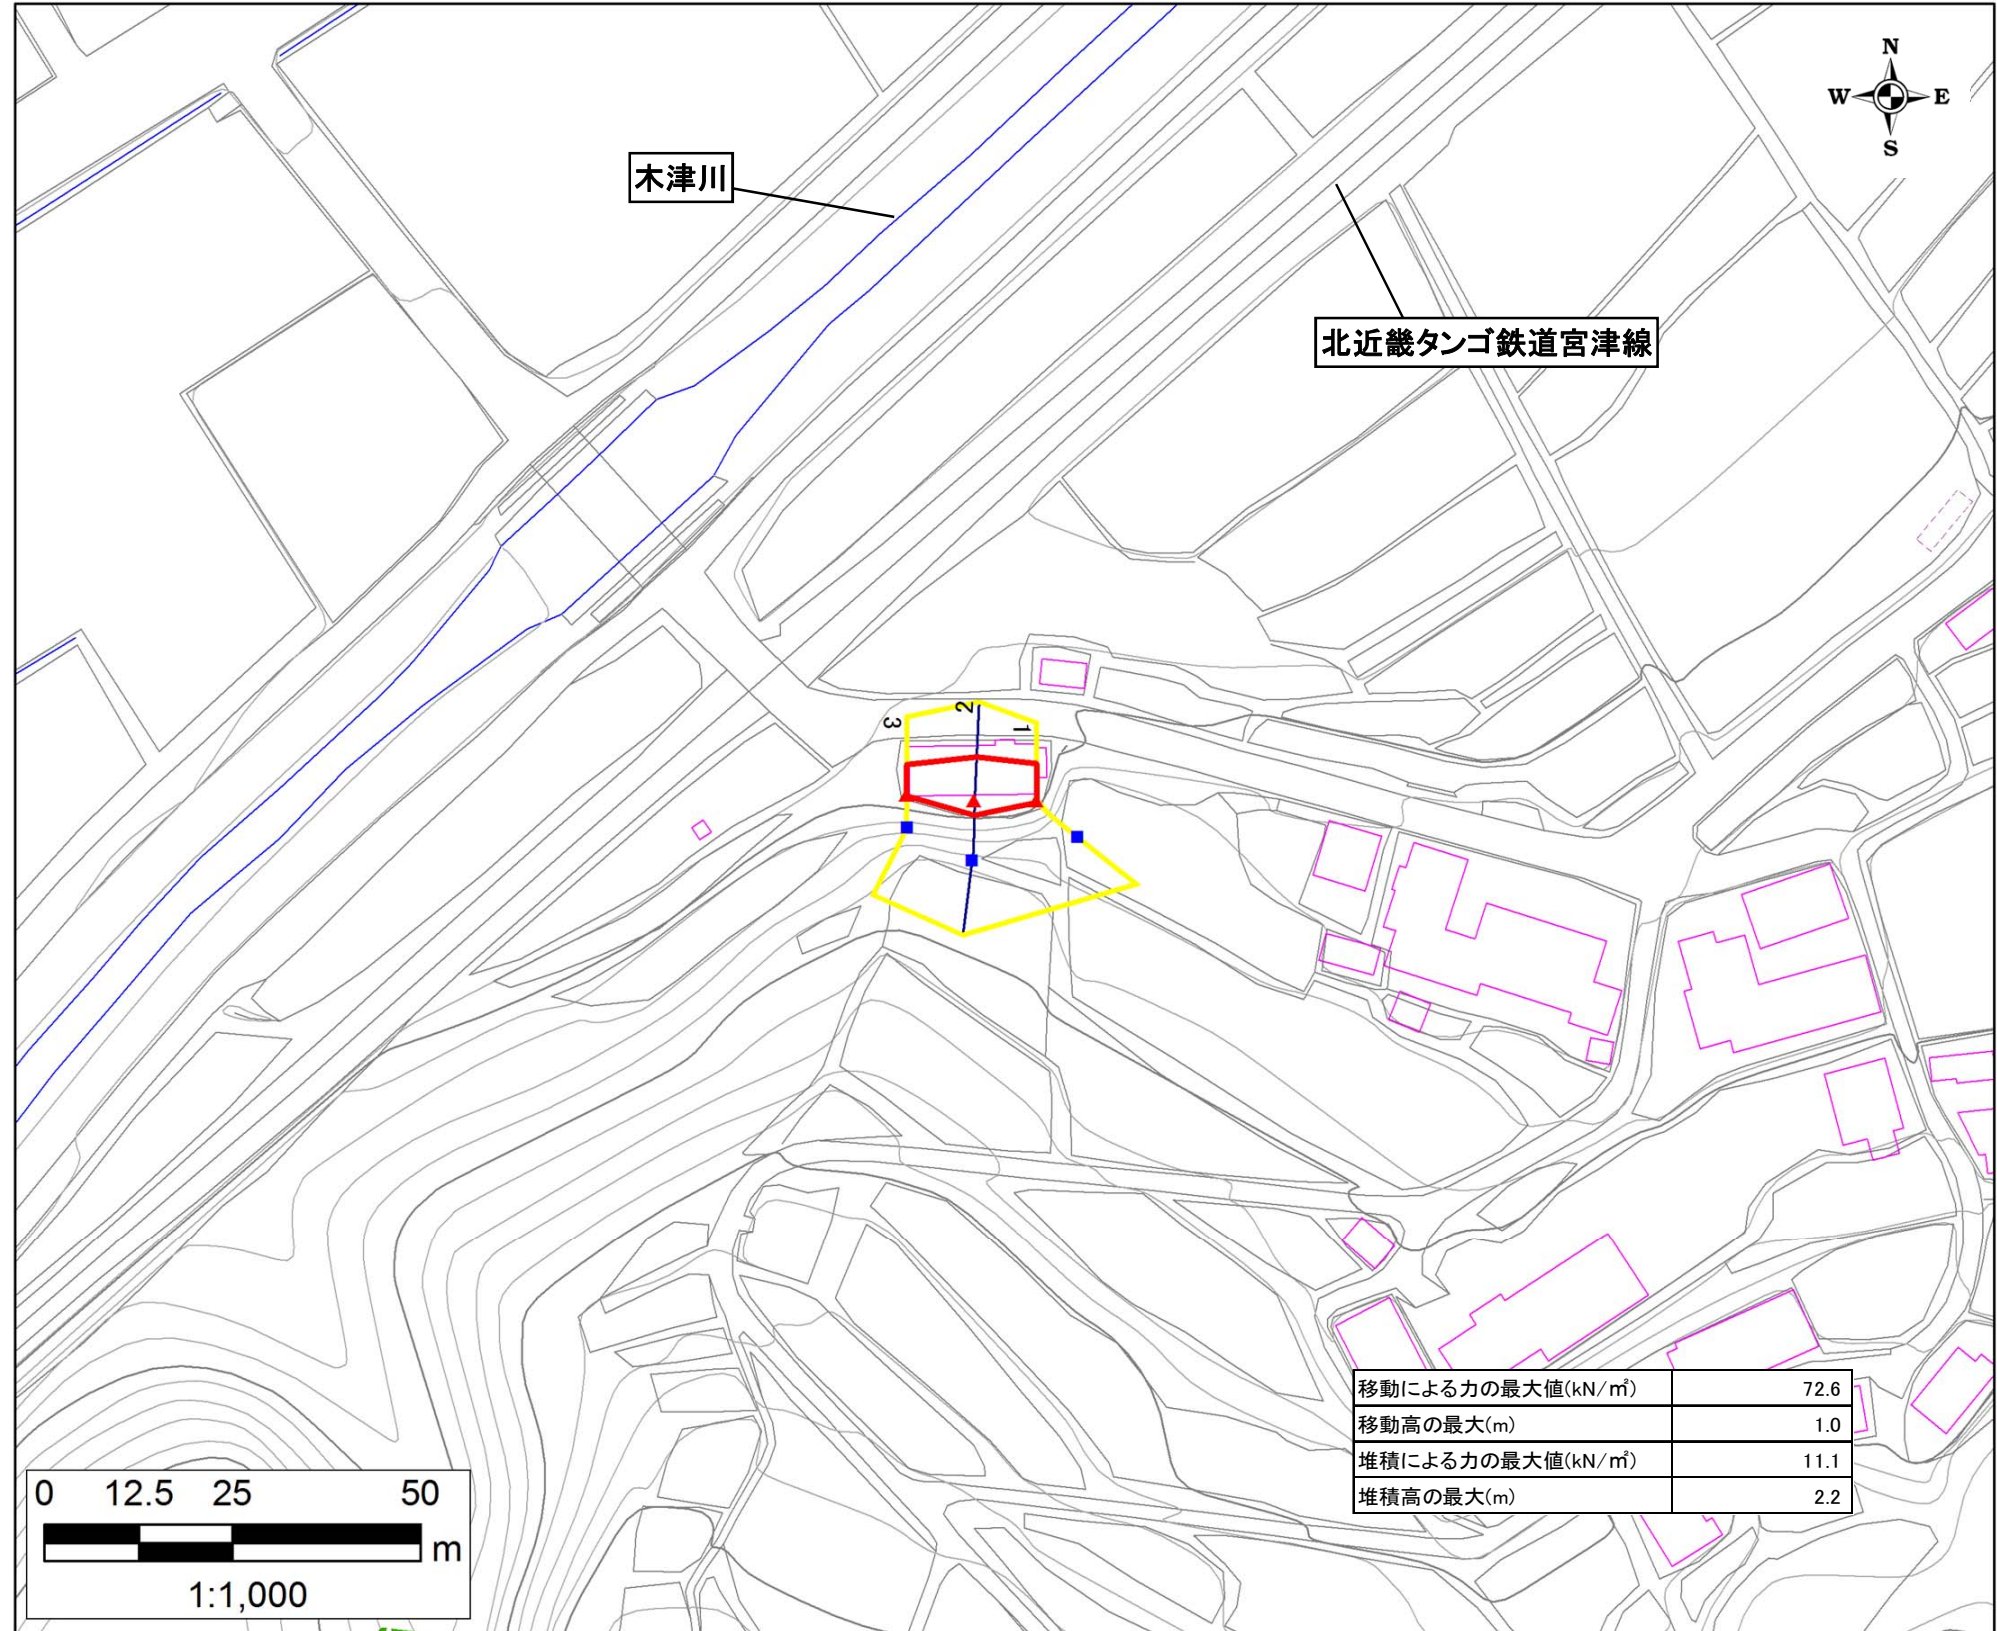 N
W E
S
木津川
北近畿タンゴ鉄道宮津線
3 2 1
移動による力の最大値(kN/㎡) 72.6
移動高の最大(m) 1.0
堆積による力の最大値(kN/㎡) 11.1
堆積高の最大(m) 2.2
0 12.5 25 50
m
1:1,000